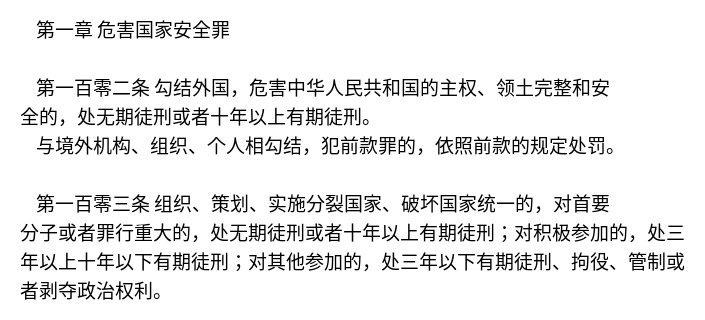 第一章 危害国家安全罪
第一百零二条 勾结外国，危害中华人民共和国的主权、领土完整和安
全的，处无期徒刑或者十年以上有期徒刑。
与境外机构、组织、个人相勾结，犯前款罪的，依照前款的规定处罚。
第一百零三条 组织、策划、实施分裂国家、破坏国家统一的，对首要
分子或者罪行重大的，处无期徒刑或者十年以上有期徒刑；对积极参加的，处三
年以上十年以下有期徒刑；对其他参加的，处三年以下有期徒刑、拘役、管制或
者剥夺政治权利。